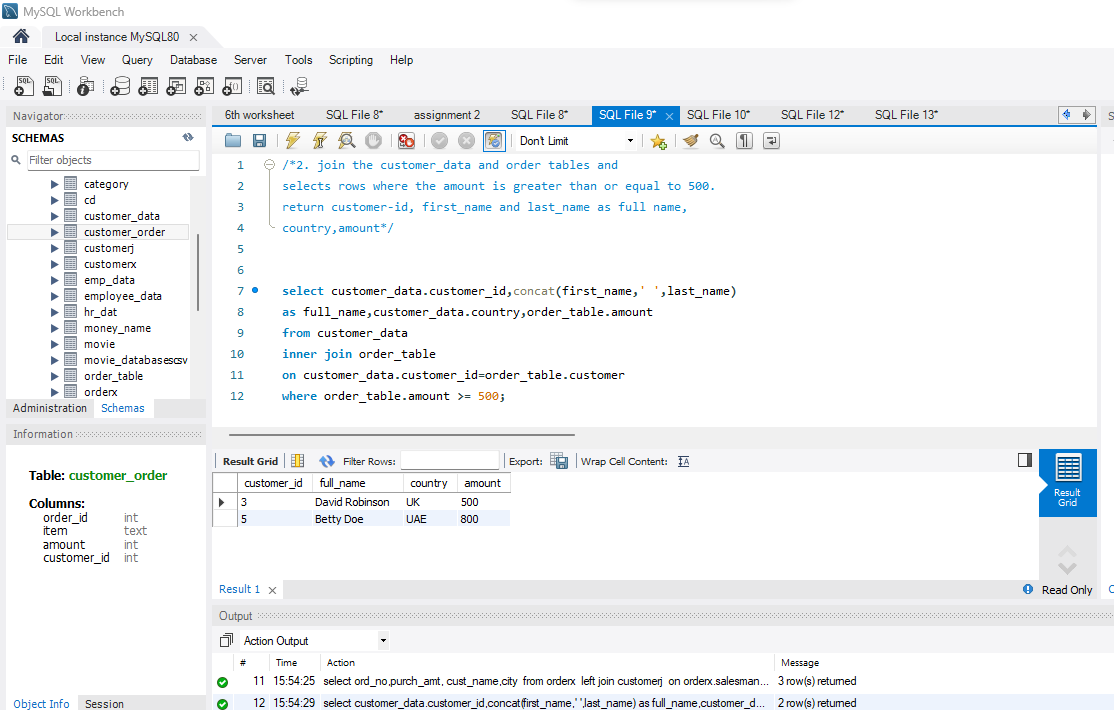 MySQL Workbench
Local instance MySQL80
File Edit View Query Database Server Tools Scripting Help
Navigator
SCHEMAS
Filter objects
category
cd
customer_data
customer_order
customerj
customerx
emp_data
employee_data
hr_dat
money_name
movie
movie_databasescsv
order_table
orderx
Administration Schemas
Information
Table: customer_order
Columns:
order_id int
item text
amount int
customer_id int
Object Info Session
6th worksheet SQL File 8* assignment 2 SQL File 8* SQL File 9* SQL File 10* SQL File 12* SQL File 13*
Don't Limit
1 /*2. join the customer_data and order tables and
2 selects rows where the amount is greater than or equal to 500.
3 return customer-id, first_name and last_name as full name,
4 country,amount*/
5
6
7 select customer_data.customer_id,concat(first_name,' ',last_name)
8 as full_name,customer_data.country,order_table.amount
9 from customer_data
10 inner join order_table
11 on customer_data.customer_id=order_table.customer
12 where order_table.amount >= 500;
Result Grid Filter Rows: Export: Wrap Cell Content:
customer_id full_name country amount
3 David Robinson UK 500
5 Betty Doe UAE 800
Result Grid
Result 1
Read Only
Output
Action Output
# Time Action Message
11 15:54:25 select ord_no,purch_amt, cust_name,city from orderx left join customerj on orderx.salesman... 3 row(s) returned
12 15:54:29 select customer_data.customer_id,concat(first_name,' ',last_name) as full_name,customer_d... 2 row(s) returned